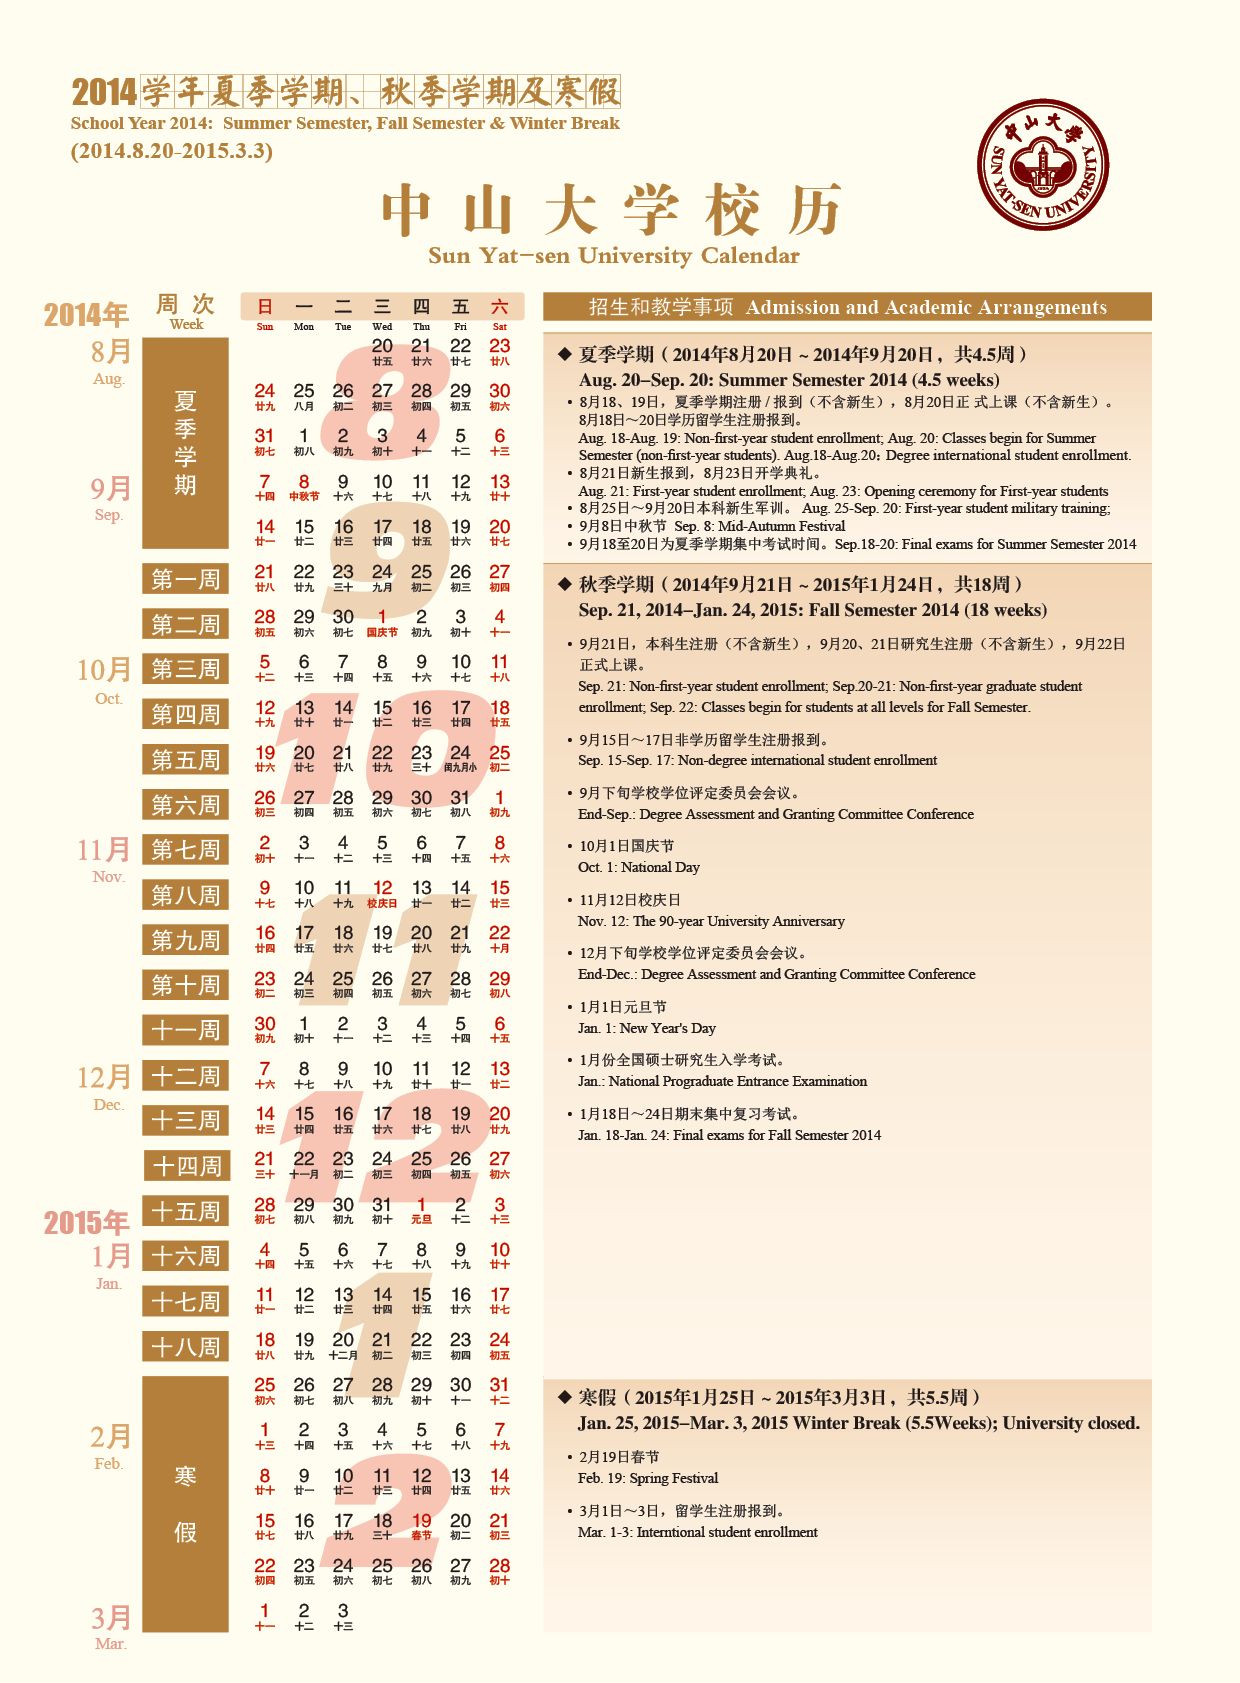 2014学年夏季学期、秋季学期及寒假
School Year 2014: Summer Semester, Fall Semester & Winter Break
(2014.8.20-2015.3.3)
中山大学
SUN YAT-SEN UNIVERSITY
中山大学校历
Sun Yat-sen University Calendar
2014年
周次
Week
日 一 二 三 四 五 六
Sun Mon Tue Wed Thu Fri Sat
8月
Aug.
夏季学期
20 21 22 23
廿五 廿六 廿七 廿八
24 25 26 27 28 29 30
廿九 八月 初二 初三 初四 初五 初六
31 1 2 3 4 5 6
初七 初八 初九 初十 十一 十二 十三
9月
Sep.
7 8 9 10 11 12 13
十四 中秋节 十六 十七 十八 十九 廿十
14 15 16 17 18 19 20
廿一 廿二 廿三 廿四 廿五 廿六 廿七
第一周
21 22 23 24 25 26 27
廿八 廿九 三十 九月 初二 初三 初四
第二周
28 29 30 1 2 3 4
初五 初六 初七 国庆节 初九 初十 十一
10月
Oct.
第三周
5 6 7 8 9 10 11
十二 十三 十四 十五 十六 十七 十八
第四周
12 13 14 15 16 17 18
十九 廿十 廿一 廿二 廿三 廿四 廿五
第五周
19 20 21 22 23 24 25
廿六 廿七 廿八 廿九 三十 闰九月小 初二
第六周
26 27 28 29 30 31 1
初三 初四 初五 初六 初七 初八 初九
11月
Nov.
第七周
2 3 4 5 6 7 8
初十 十一 十二 十三 十四 十五 十六
第八周
9 10 11 12 13 14 15
十七 十八 十九 校庆日 廿一 廿二 廿三
第九周
16 17 18 19 20 21 22
廿四 廿五 廿六 廿七 廿八 廿九 十月
第十周
23 24 25 26 27 28 29
初二 初三 初四 初五 初六 初七 初八
十一周
30 1 2 3 4 5 6
初九 初十 十一 十二 十三 十四 十五
12月
Dec.
十二周
7 8 9 10 11 12 13
十六 十七 十八 十九 廿十 廿一 廿二
十三周
14 15 16 17 18 19 20
廿三 廿四 廿五 廿六 廿七 廿八 廿九
十四周
21 22 23 24 25 26 27
三十 十一月 初二 初三 初四 初五 初六
2015年
十五周
28 29 30 31 1 2 3
初七 初八 初九 初十 元旦 十二 十三
1月
Jan.
十六周
4 5 6 7 8 9 10
十四 十五 十六 十七 十八 十九 廿十
十七周
11 12 13 14 15 16 17
廿一 廿二 廿三 廿四 廿五 廿六 廿七
十八周
18 19 20 21 22 23 24
廿八 廿九 十二月 初二 初三 初四 初五
寒假
25 26 27 28 29 30 31
初六 初七 初八 初九 初十 十一 十二
2月
Feb.
1 2 3 4 5 6 7
十三 十四 十五 十六 十七 十八 十九
8 9 10 11 12 13 14
廿十 廿一 廿二 廿三 廿四 廿五 廿六
15 16 17 18 19 20 21
廿七 廿八 廿九 三十 春节 初二 初三
22 23 24 25 26 27 28
初四 初五 初六 初七 初八 初九 初十
3月
Mar.
1 2 3
十一 十二 十三
8
9
10
11
12
1
2
招生和教学事项 Admission and Academic Arrangements
◆ 夏季学期（2014年8月20日 ~ 2014年9月20日，共4.5周）
Aug. 20-Sep. 20: Summer Semester 2014 (4.5 weeks)
• 8月18、19日，夏季学期注册 / 报到（不含新生），8月20日正 式上课（不含新生）。
8月18日～20日学历留学生注册报到。
Aug. 18-Aug. 19: Non-first-year student enrollment; Aug. 20: Classes begin for Summer
Semester (non-first-year students). Aug.18-Aug.20: Degree international student enrollment.
• 8月21日新生报到，8月23日开学典礼。
Aug. 21: First-year student enrollment; Aug. 23: Opening ceremony for First-year students
• 8月25日～9月20日本科新生军训。 Aug. 25-Sep. 20: First-year student military training;
• 9月8日中秋节 Sep. 8: Mid-Autumn Festival
• 9月18至20日为夏季学期集中考试时间。Sep.18-20: Final exams for Summer Semester 2014
◆ 秋季学期（2014年9月21日 ~ 2015年1月24日，共18周）
Sep. 21, 2014-Jan. 24, 2015: Fall Semester 2014 (18 weeks)
• 9月21日，本科生注册（不含新生），9月20、21日研究生注册（不含新生），9月22日
正式上课。
Sep. 21: Non-first-year student enrollment; Sep.20-21: Non-first-year graduate student
enrollment; Sep. 22: Classes begin for students at all levels for Fall Semester.
• 9月15日～17日非学历留学生注册报到。
Sep. 15-Sep. 17: Non-degree international student enrollment
• 9月下旬学校学位评定委员会会议。
End-Sep.: Degree Assessment and Granting Committee Conference
• 10月1日国庆节
Oct. 1: National Day
• 11月12日校庆日
Nov. 12: The 90-year University Anniversary
• 12月下旬学校学位评定委员会会议。
End-Dec.: Degree Assessment and Granting Committee Conference
• 1月1日元旦节
Jan. 1: New Year's Day
• 1月份全国硕士研究生入学考试。
Jan.: National Prograduate Entrance Examination
• 1月18日～24日期末集中复习考试。
Jan. 18-Jan. 24: Final exams for Fall Semester 2014
◆ 寒假（2015年1月25日 ~ 2015年3月3日，共5.5周）
Jan. 25, 2015-Mar. 3, 2015 Winter Break (5.5Weeks); University closed.
• 2月19日春节
Feb. 19: Spring Festival
• 3月1日～3日，留学生注册报到。
Mar. 1-3: Interntional student enrollment